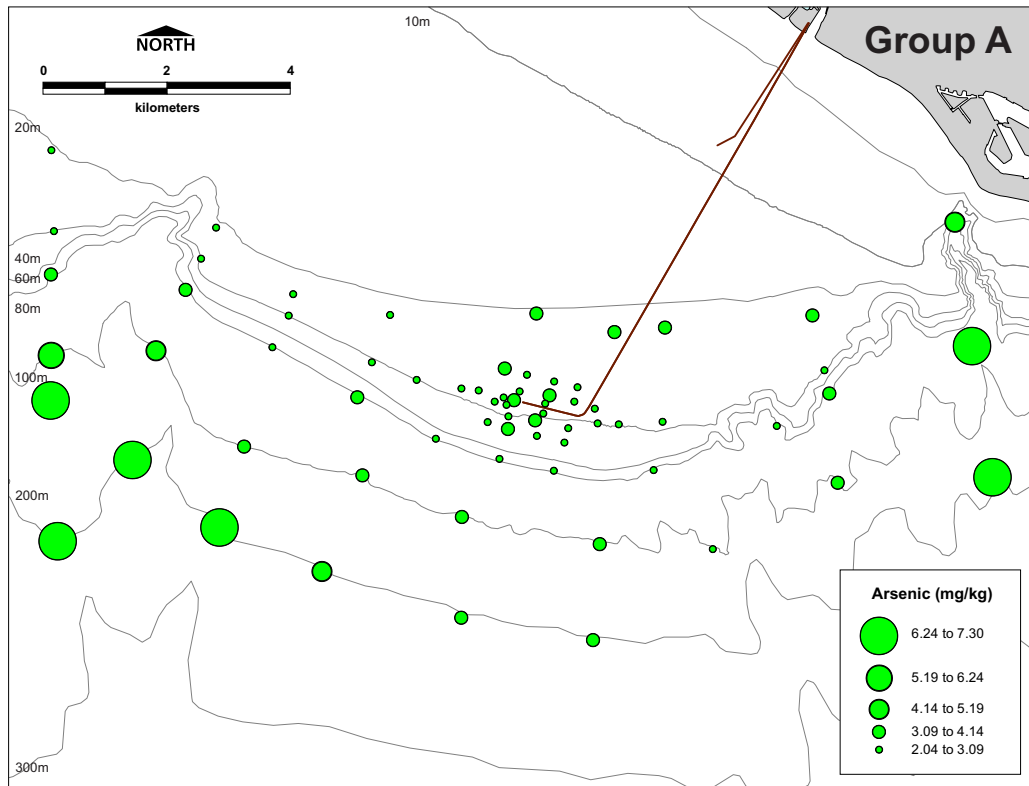 10m
Group A
NORTH
0 2 4
kilometers
20m
40m
60m
80m
100m
200m
300m
Arsenic (mg/kg)
6.24 to 7.30
5.19 to 6.24
4.14 to 5.19
3.09 to 4.14
2.04 to 3.09